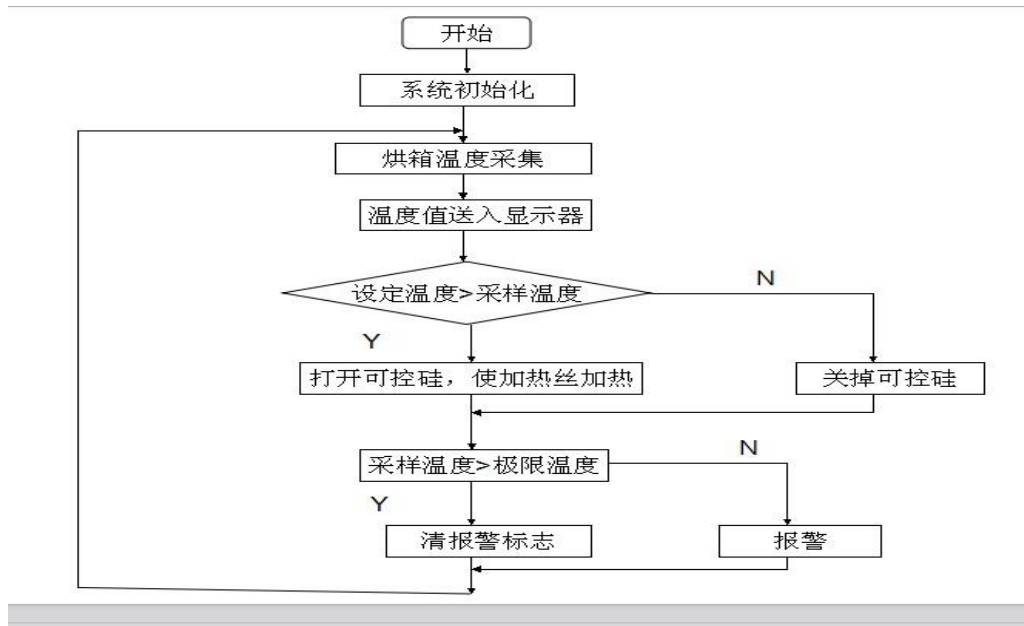 开始
系统初始化
烘箱温度采集
温度值送入显示器
设定温度>采样温度
N
Y
打开可控硅，使加热丝加热
关掉可控硅
采样温度>极限温度
N
Y
清报警标志
报警